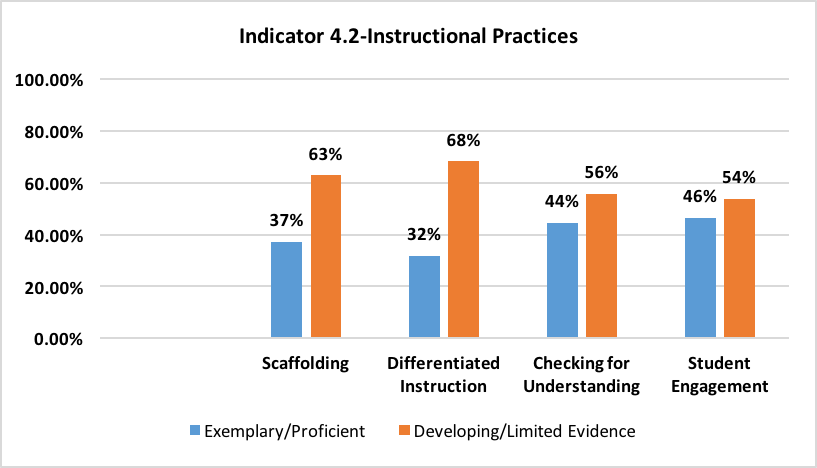 Indicator 4.2-Instructional Practices
100.00%
80.00%
60.00%
40.00%
20.00%
0.00%
37%
63%
32%
68%
44%
56%
46%
54%
Scaffolding
Differentiated
Instruction
Checking for
Understanding
Student
Engagement
Exemplary/Proficient
Developing/Limited Evidence